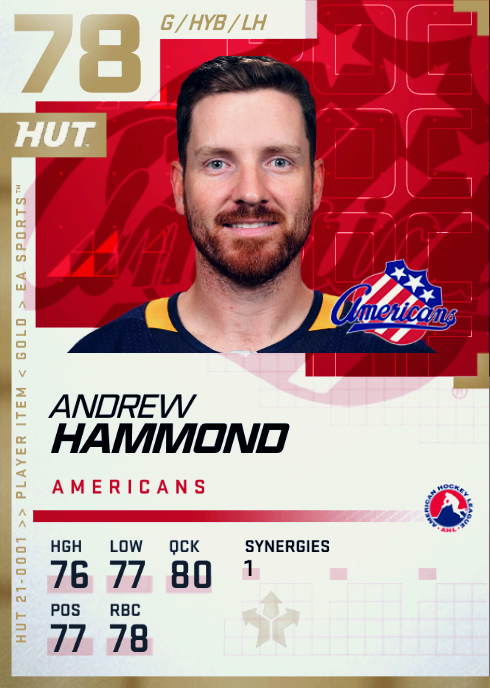 78
G / HYB / LH
HUT™
Americans
ANDREW
HAMMOND
AMERICANS
AMERICAN HOCKEY LEAGUE
AHL
HGH LOW QCK SYNERGIES
76 77 80 1
POS RBC
77 78
HUT 21-0001 >> PLAYER ITEM < GOLD > EA SPORTS™
®